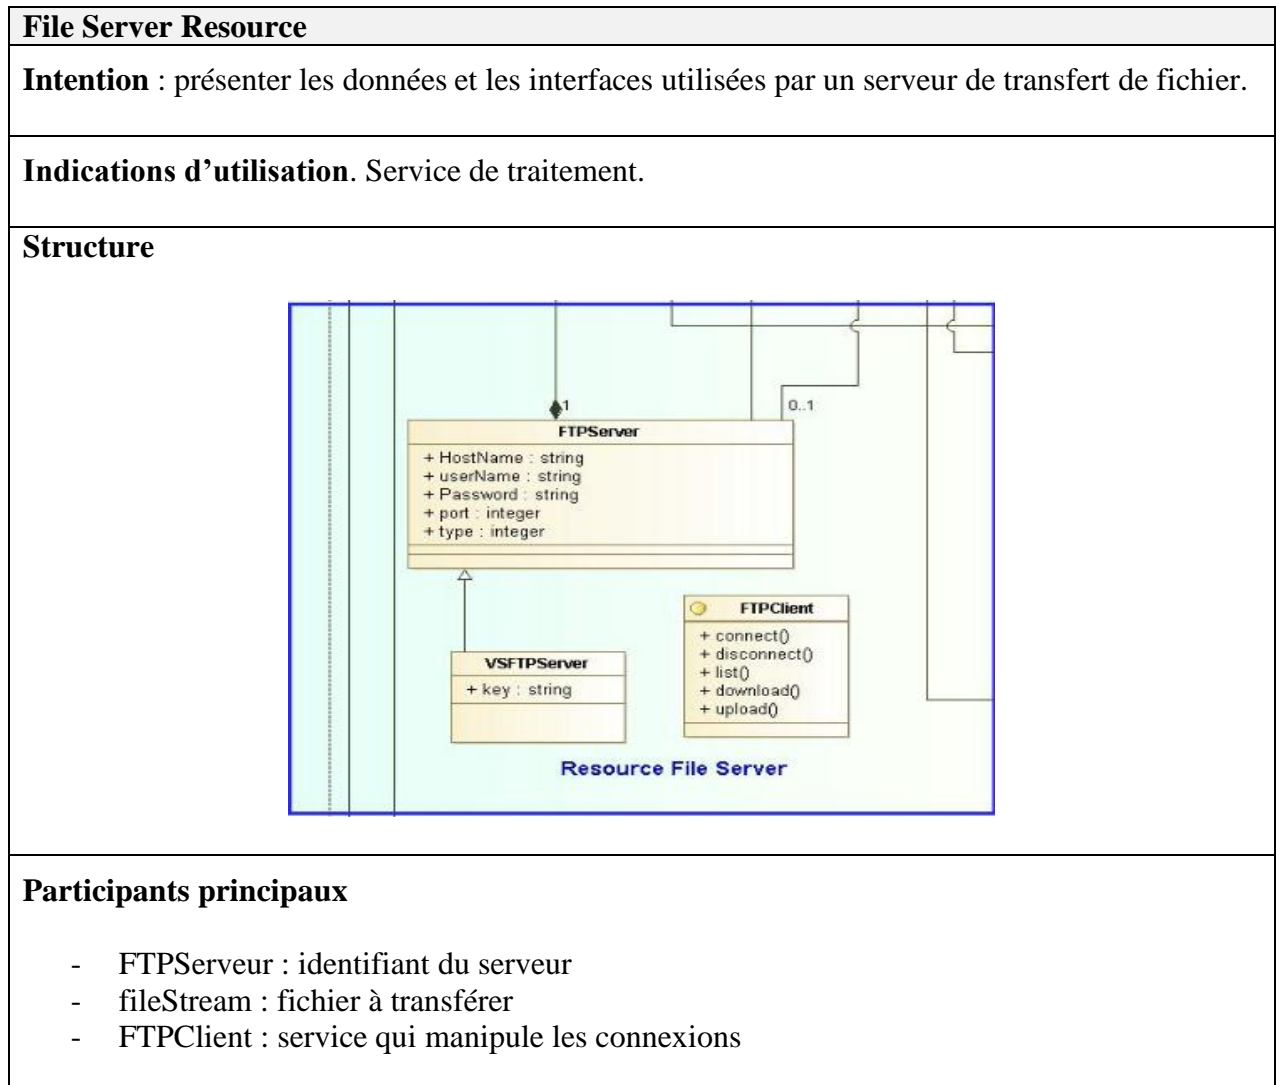 File Server Resource
Intention : présenter les données et les interfaces utilisées par un serveur de transfert de fichier.
Indications d’utilisation. Service de traitement.
Structure
1
0..1
FTPServer
+ HostName : string
+ userName : string
+ Password : string
+ port : integer
+ type : integer
FTPClient
+ connect()
+ disconnect()
+ list()
+ download()
+ upload()
VSFTPServer
+ key : string
Resource File Server
Participants principaux
- FTPServeur : identifiant du serveur
- fileStream : fichier à transférer
- FTPClient : service qui manipule les connexions